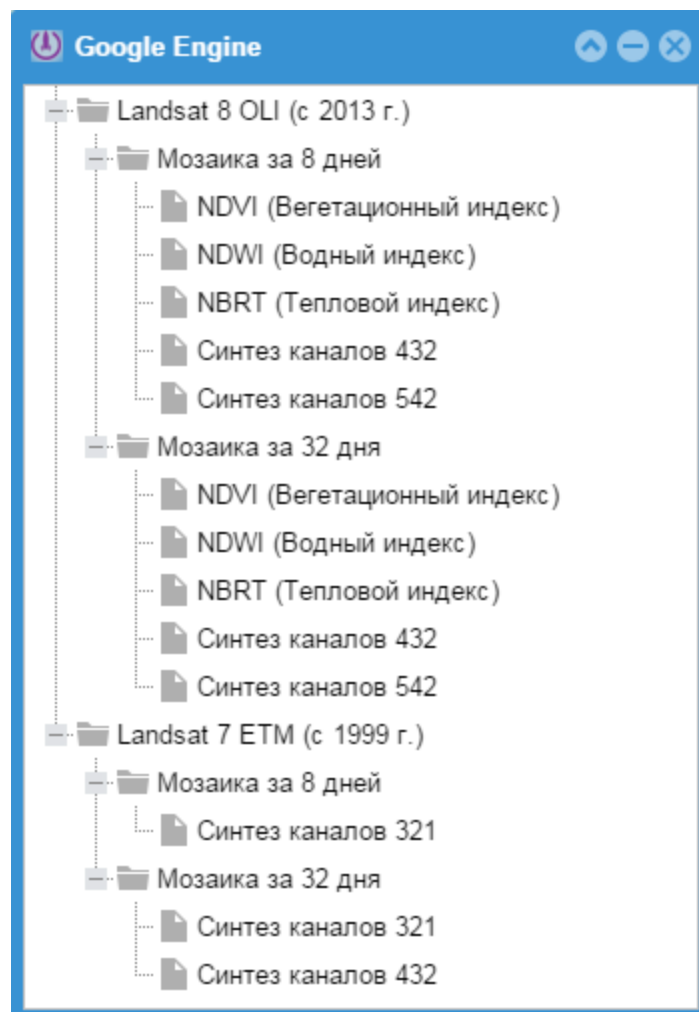 Google Engine
Landsat 8 OLI (с 2013 г.)
Мозаика за 8 дней
NDVI (Вегетационный индекс)
NDWI (Водный индекс)
NBRT (Тепловой индекс)
Синтез каналов 432
Синтез каналов 542
Мозаика за 32 дня
NDVI (Вегетационный индекс)
NDWI (Водный индекс)
NBRT (Тепловой индекс)
Синтез каналов 432
Синтез каналов 542
Landsat 7 ETM (с 1999 г.)
Мозаика за 8 дней
Синтез каналов 321
Мозаика за 32 дня
Синтез каналов 321
Синтез каналов 432